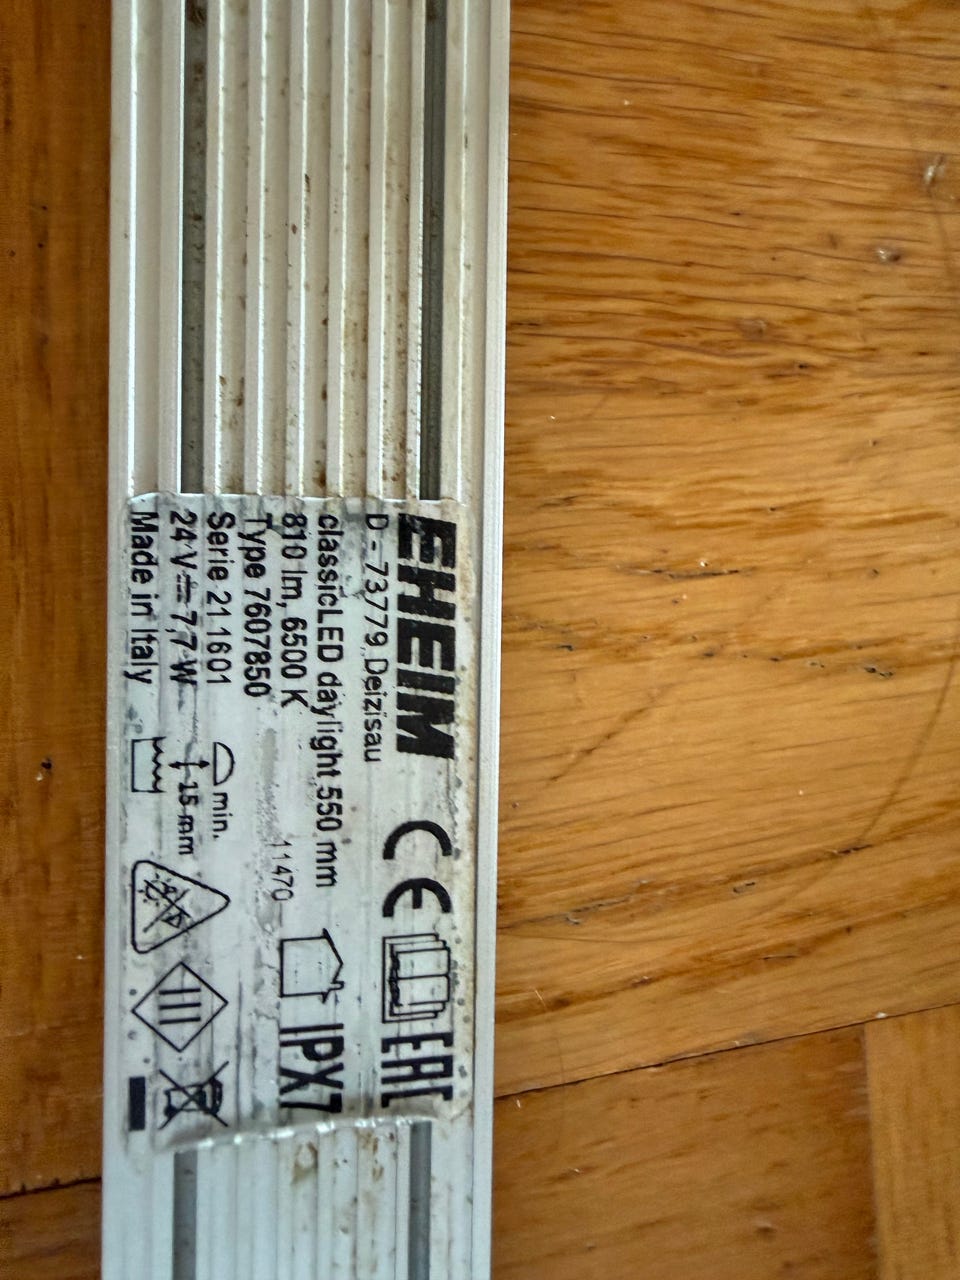 EHEIM
D - 73779 Deizisau
classicLED daylight 550 mm
810 lm, 6500 K
Type 7607850
Serie 21 1601
24 V ⎓ 7,7 W
Made in Italy
11470
min.
15 mm
CE
EAC
IPX7